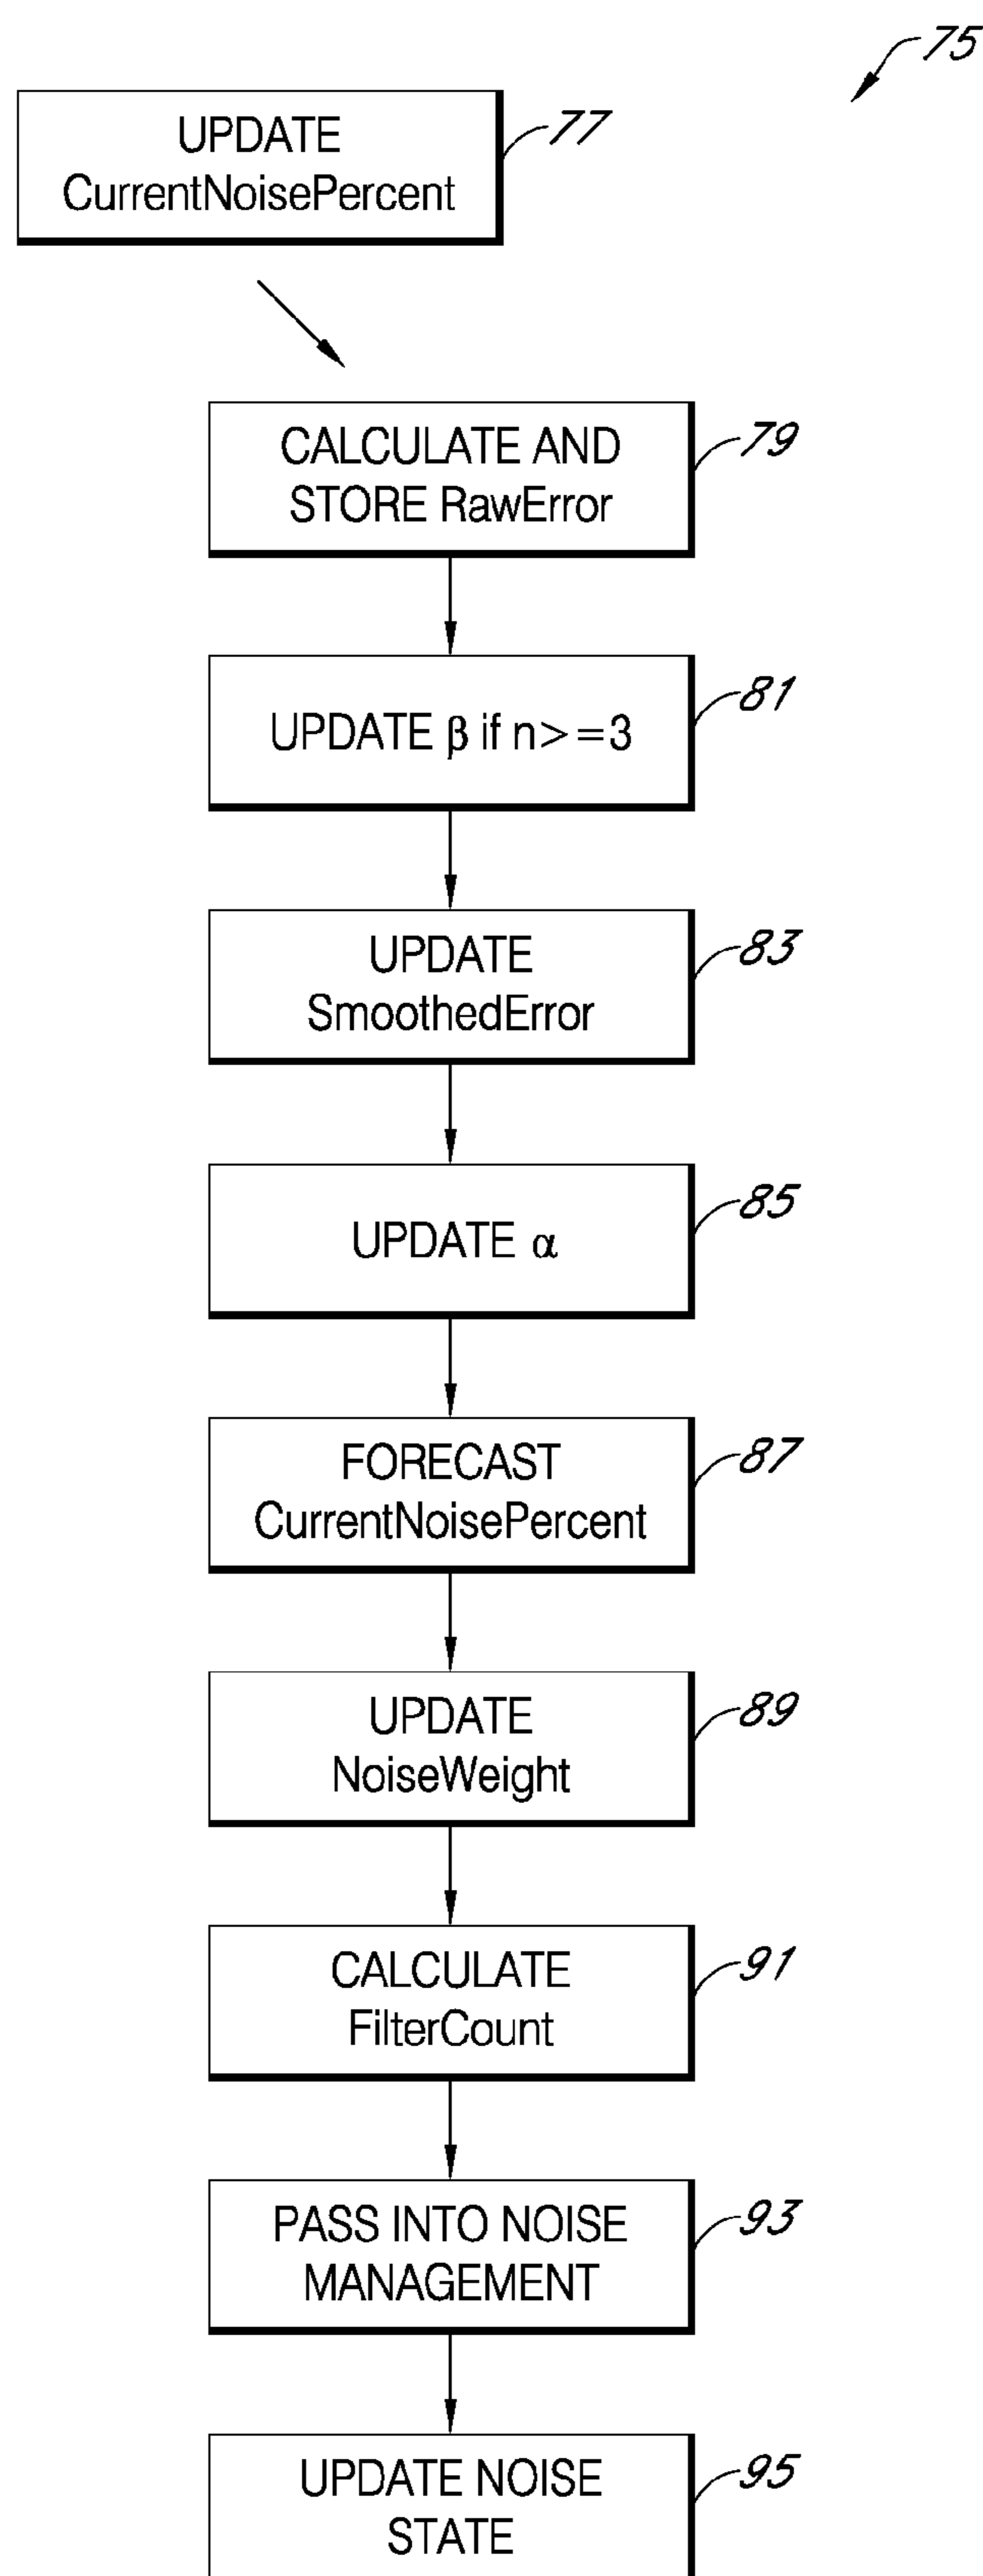 75
UPDATE
CurrentNoisePercent
77
CALCULATE AND
STORE RawError
79
UPDATE β if n>=3
81
UPDATE
SmoothedError
83
UPDATE α
85
FORECAST
CurrentNoisePercent
87
UPDATE
NoiseWeight
89
CALCULATE
FilterCount
91
PASS INTO NOISE
MANAGEMENT
93
UPDATE NOISE
STATE
95